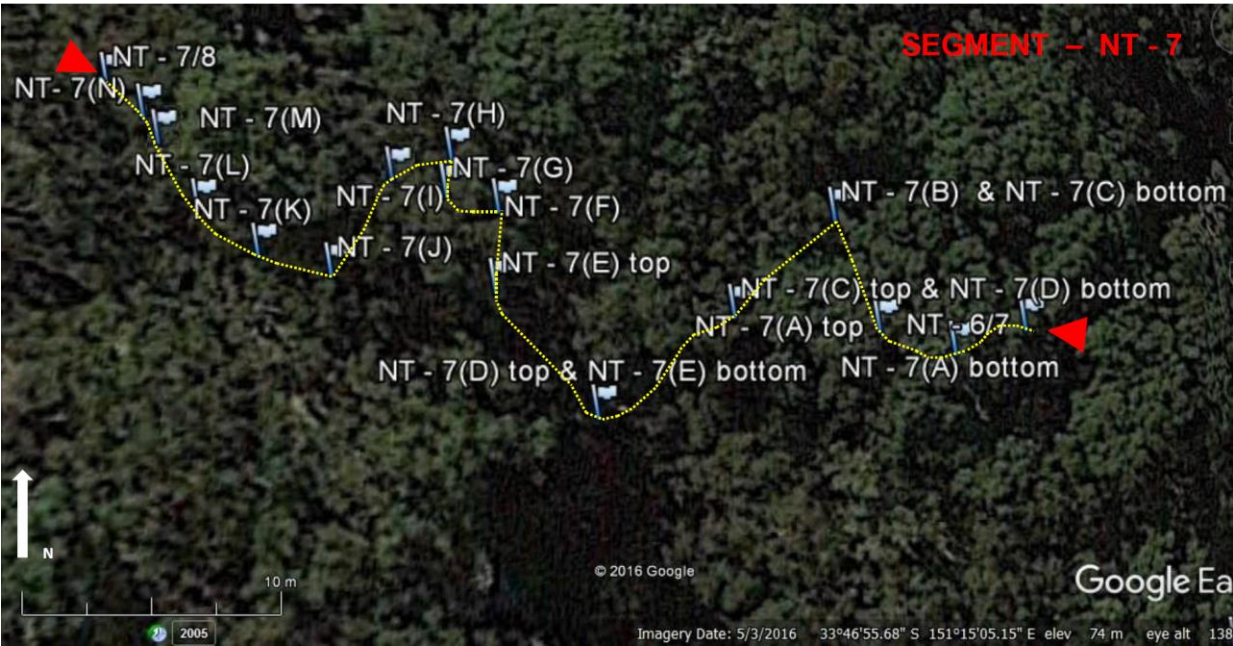 SEGMENT – NT - 7
NT - 7/8
NT- 7(N)
NT - 7(M)
NT - 7(H)
NT - 7(L)
NT - 7(G)
NT - 7(K)
NT - 7(I)
NT - 7(F)
NT - 7(B) & NT - 7(C) bottom
NT - 7(J)
NT - 7(E) top
NT - 7(C) top & NT - 7(D) bottom
NT - 7(A) top
NT - 6/7
NT - 7(D) top & NT - 7(E) bottom
NT - 7(A) bottom
N
10 m
© 2016 Google
Google Ea
2005
Imagery Date: 5/3/2016 33°46'55.68" S 151°15'05.15" E elev 74 m eye alt 138